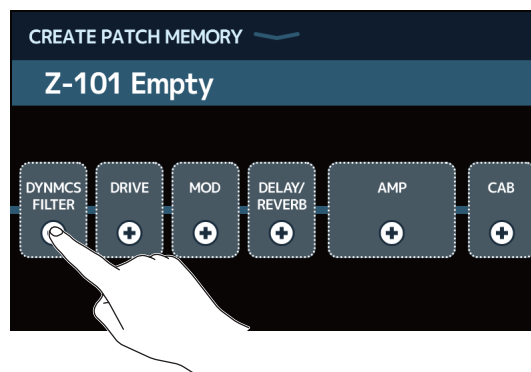 CREATE PATCH MEMORY
Z-101 Empty
DYNMCS
FILTER
DRIVE
MOD
DELAY/
REVERB
AMP
CAB